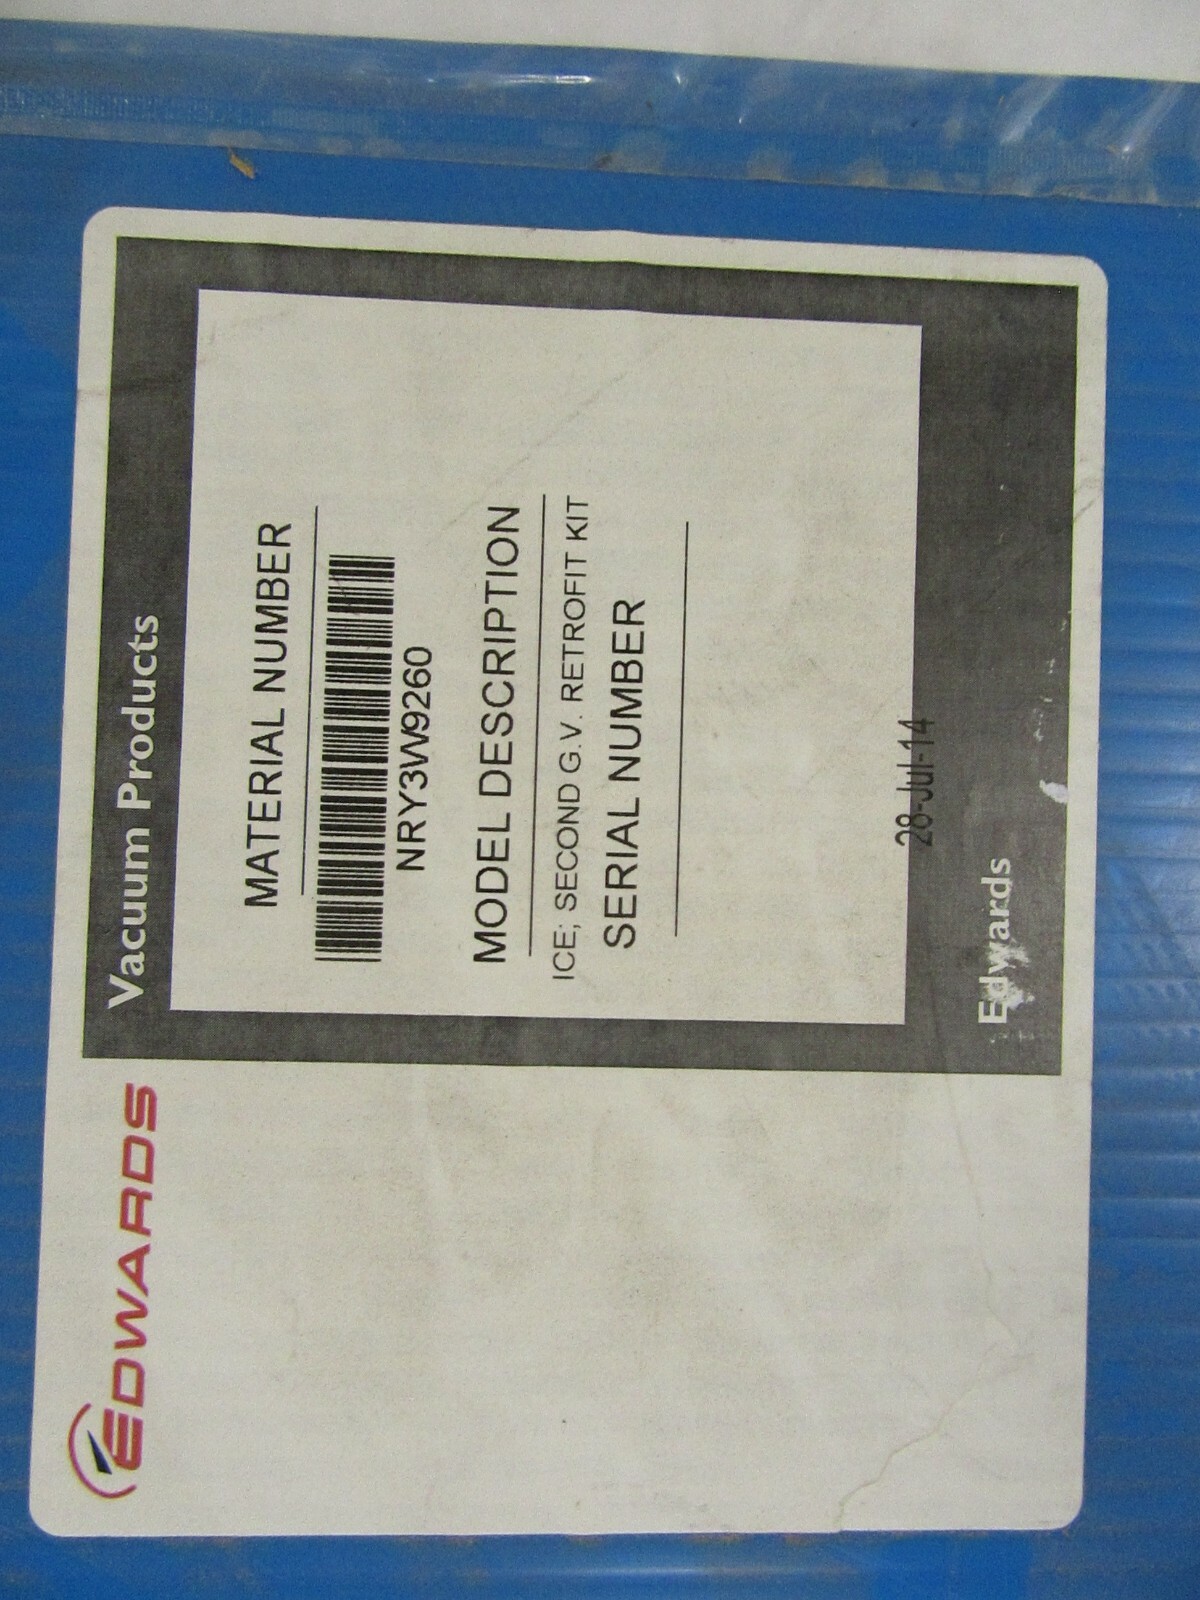 EDWARDS
Vacuum Products
MATERIAL NUMBER
NRY3W9260
MODEL DESCRIPTION
ICE; SECOND G.V. RETROFIT KIT
SERIAL NUMBER
28-Jul-14
Edwards